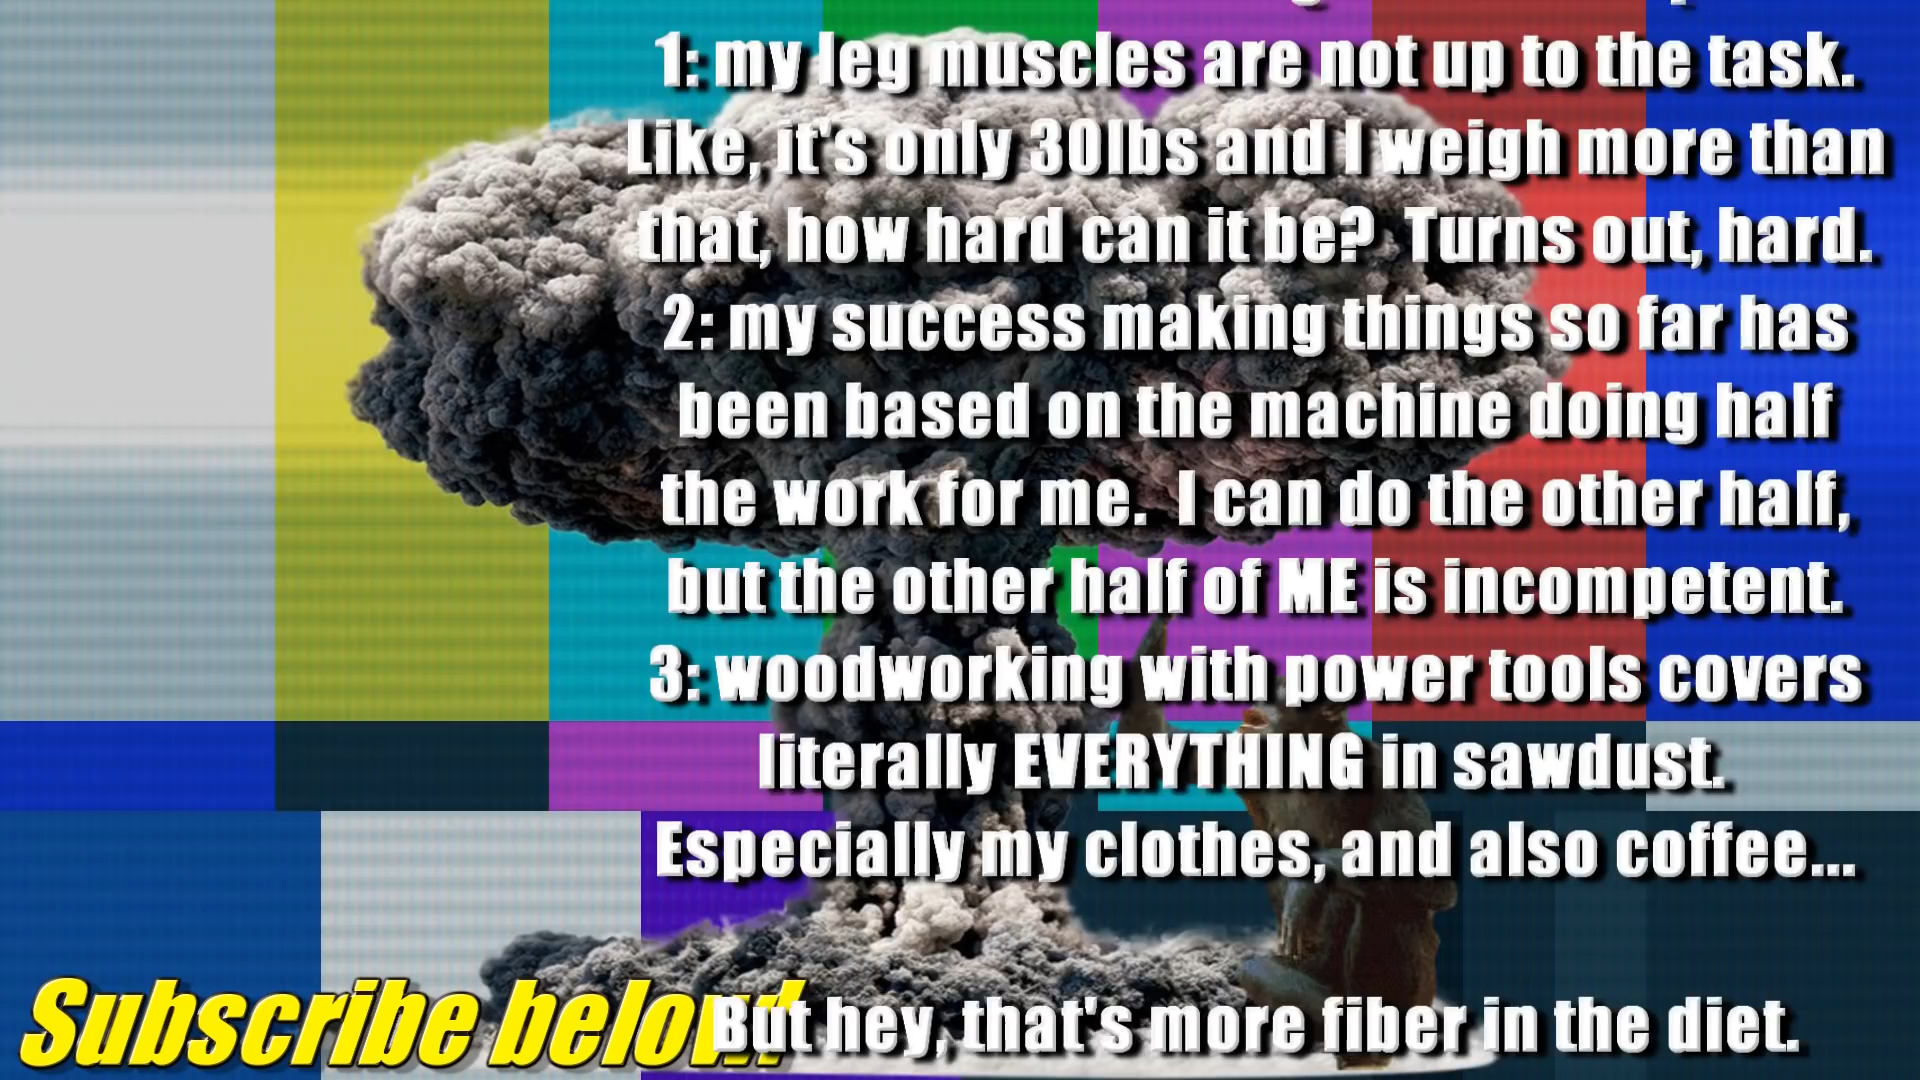 1: my leg muscles are not up to the task.
Like, it's only 30lbs and I weigh more than
that, how hard can it be?  Turns out, hard.
2: my success making things so far has
been based on the machine doing half
the work for me.  I can do the other half,
but the other half of ME is incompetent.
3: woodworking with power tools covers
literally EVERYTHING in sawdust.
Especially my clothes, and also coffee...
Subscribe below!
But hey, that's more fiber in the diet.